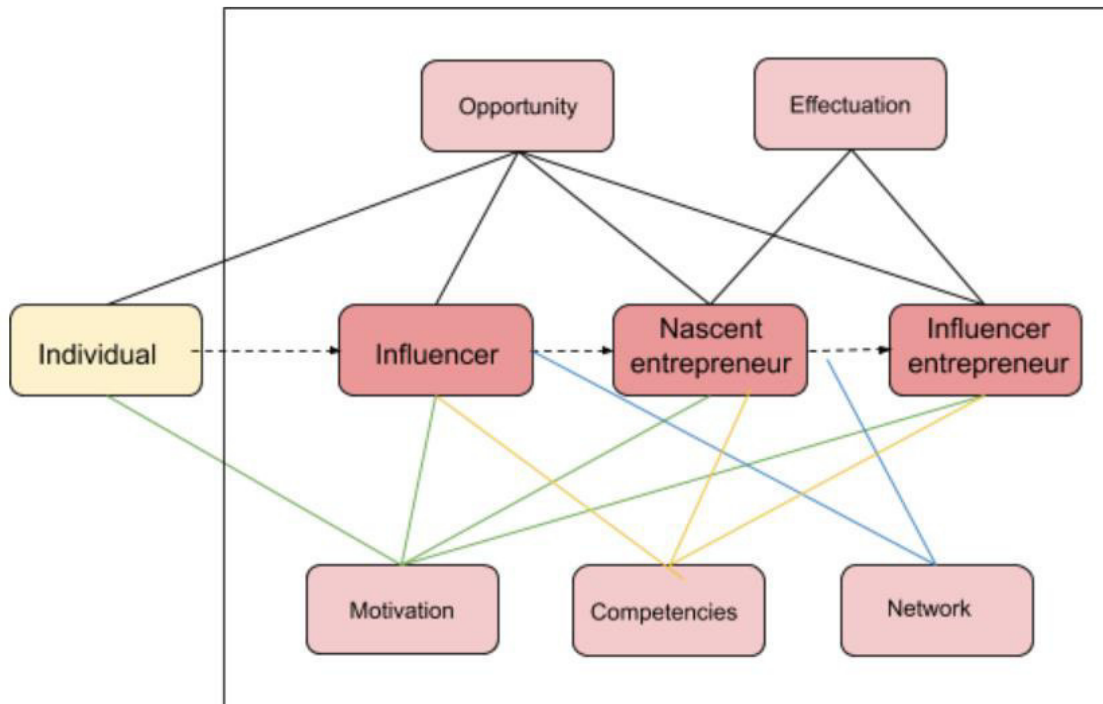 Opportunity
Effectuation
Individual
Influencer
Nascent
entrepreneur
Influencer
entrepreneur
Motivation
Competencies
Network